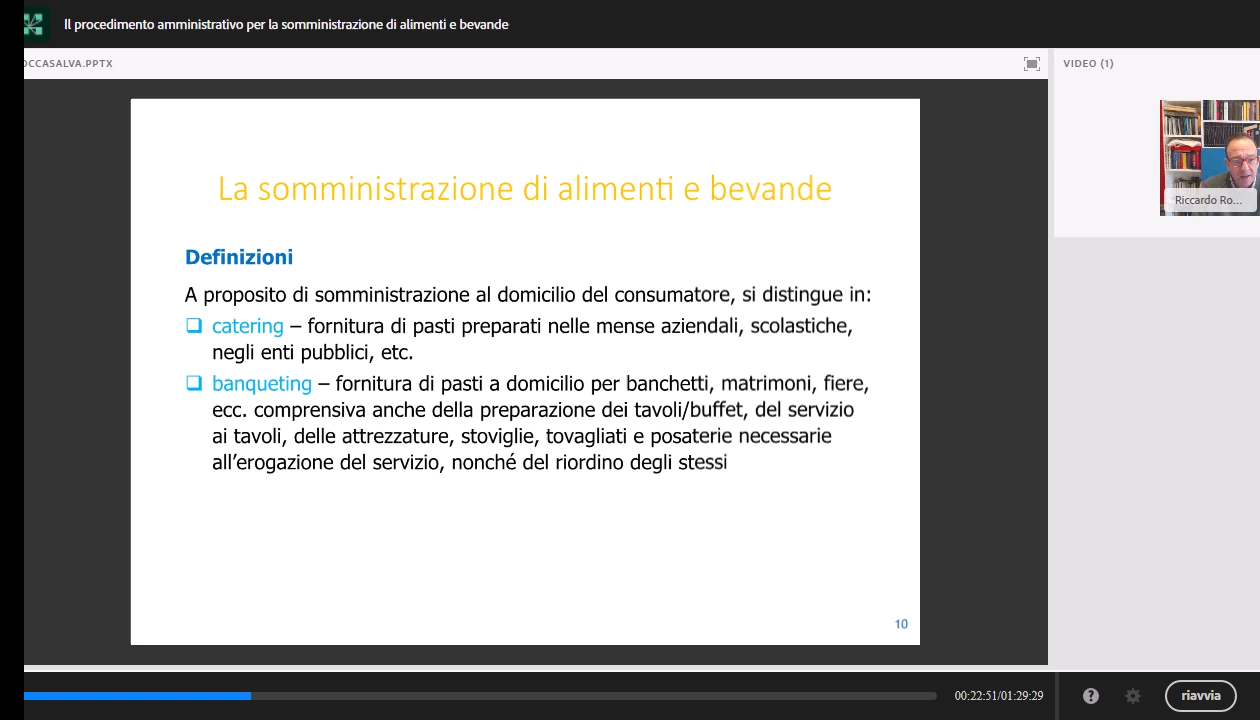 Il procedimento amministrativo per la somministrazione di alimenti e bevande
OCCASALVA.PPTX
VIDEO (1)
La somministrazione di alimenti e bevande
Definizioni
A proposito di somministrazione al domicilio del consumatore, si distingue in:
catering – fornitura di pasti preparati nelle mense aziendali, scolastiche,
negli enti pubblici, etc.
banqueting – fornitura di pasti a domicilio per banchetti, matrimoni, fiere,
ecc. comprensiva anche della preparazione dei tavoli/buffet, del servizio
ai tavoli, delle attrezzature, stoviglie, tovagliati e posaterie necessarie
all’erogazione del servizio, nonché del riordino degli stessi
10
Riccardo Ro...
00:22:51/01:29:29
?
riavvia